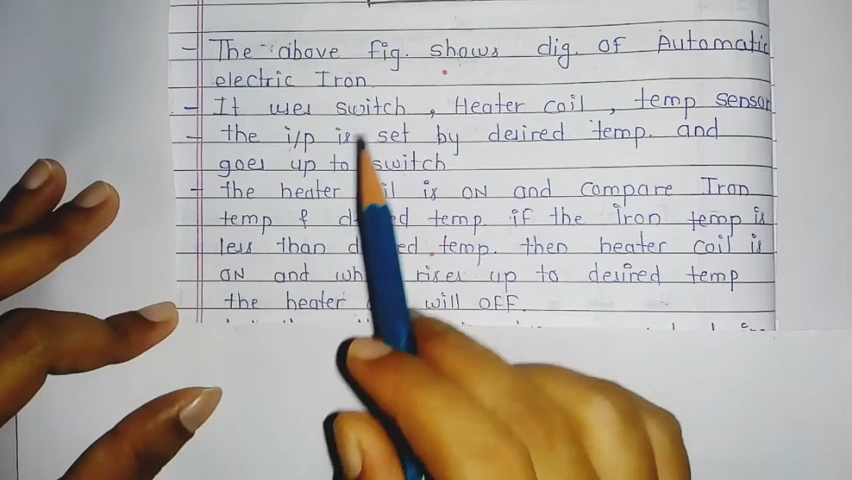 - The above fig. shows dig. of Automatic
electric Iron.
- It uses switch, Heater coil, temp sensor
- the i/p is set by desired temp. and
goes up to switch
- the heater is ON and compare Iron
temp & temp. if the iron temp is
less than temp. then heater coil is
ON and rises up to desired temp
the heater will OFF.